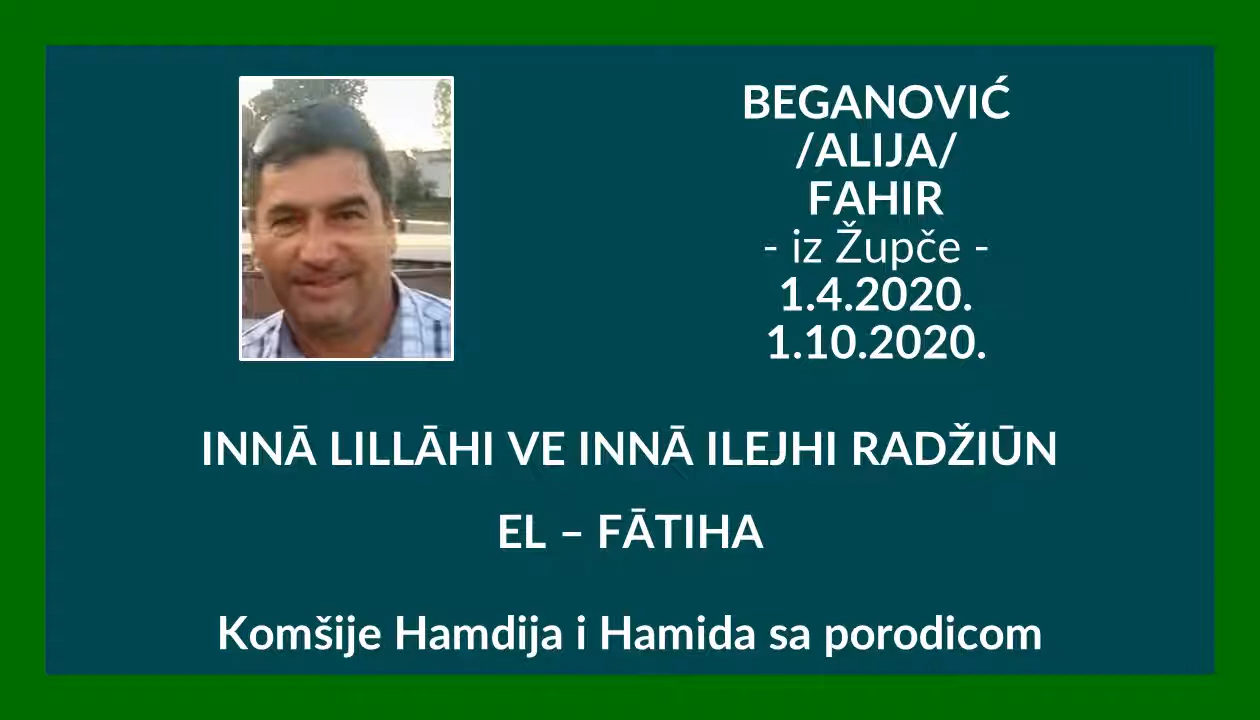 BEGANOVIĆ
/ALIJA/
FAHIR
- iz Župče -
1.4.2020.
1.10.2020.
INNĀ LILLĀHI VE INNĀ ILEJHI RADŽIŪN
EL – FĀTIHA
Komšije Hamdija i Hamida sa porodicom